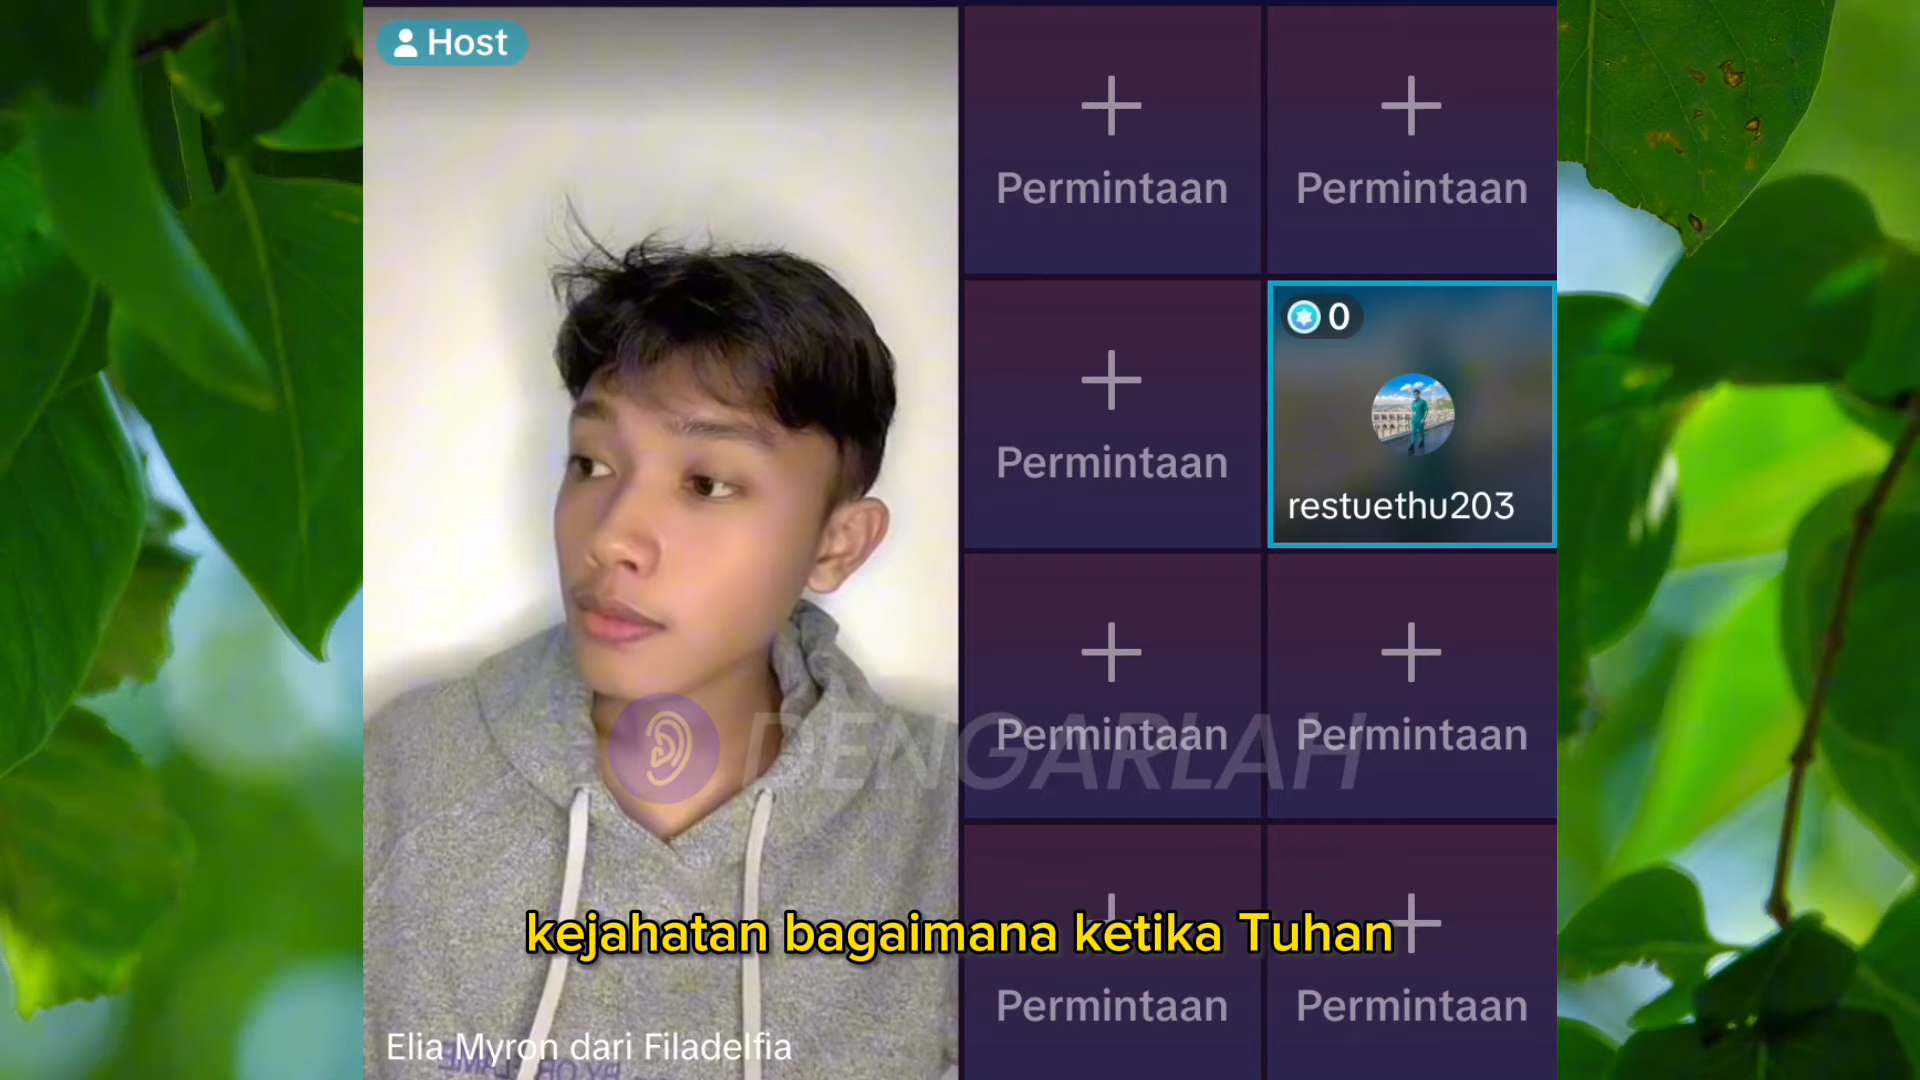 Host
Permintaan
Permintaan
Permintaan
0
restuethu203
Permintaan
Permintaan
DENGARLAH
kejahatan bagaimana ketika Tuhan
Permintaan
Permintaan
Elia Myron dari Filadelfia